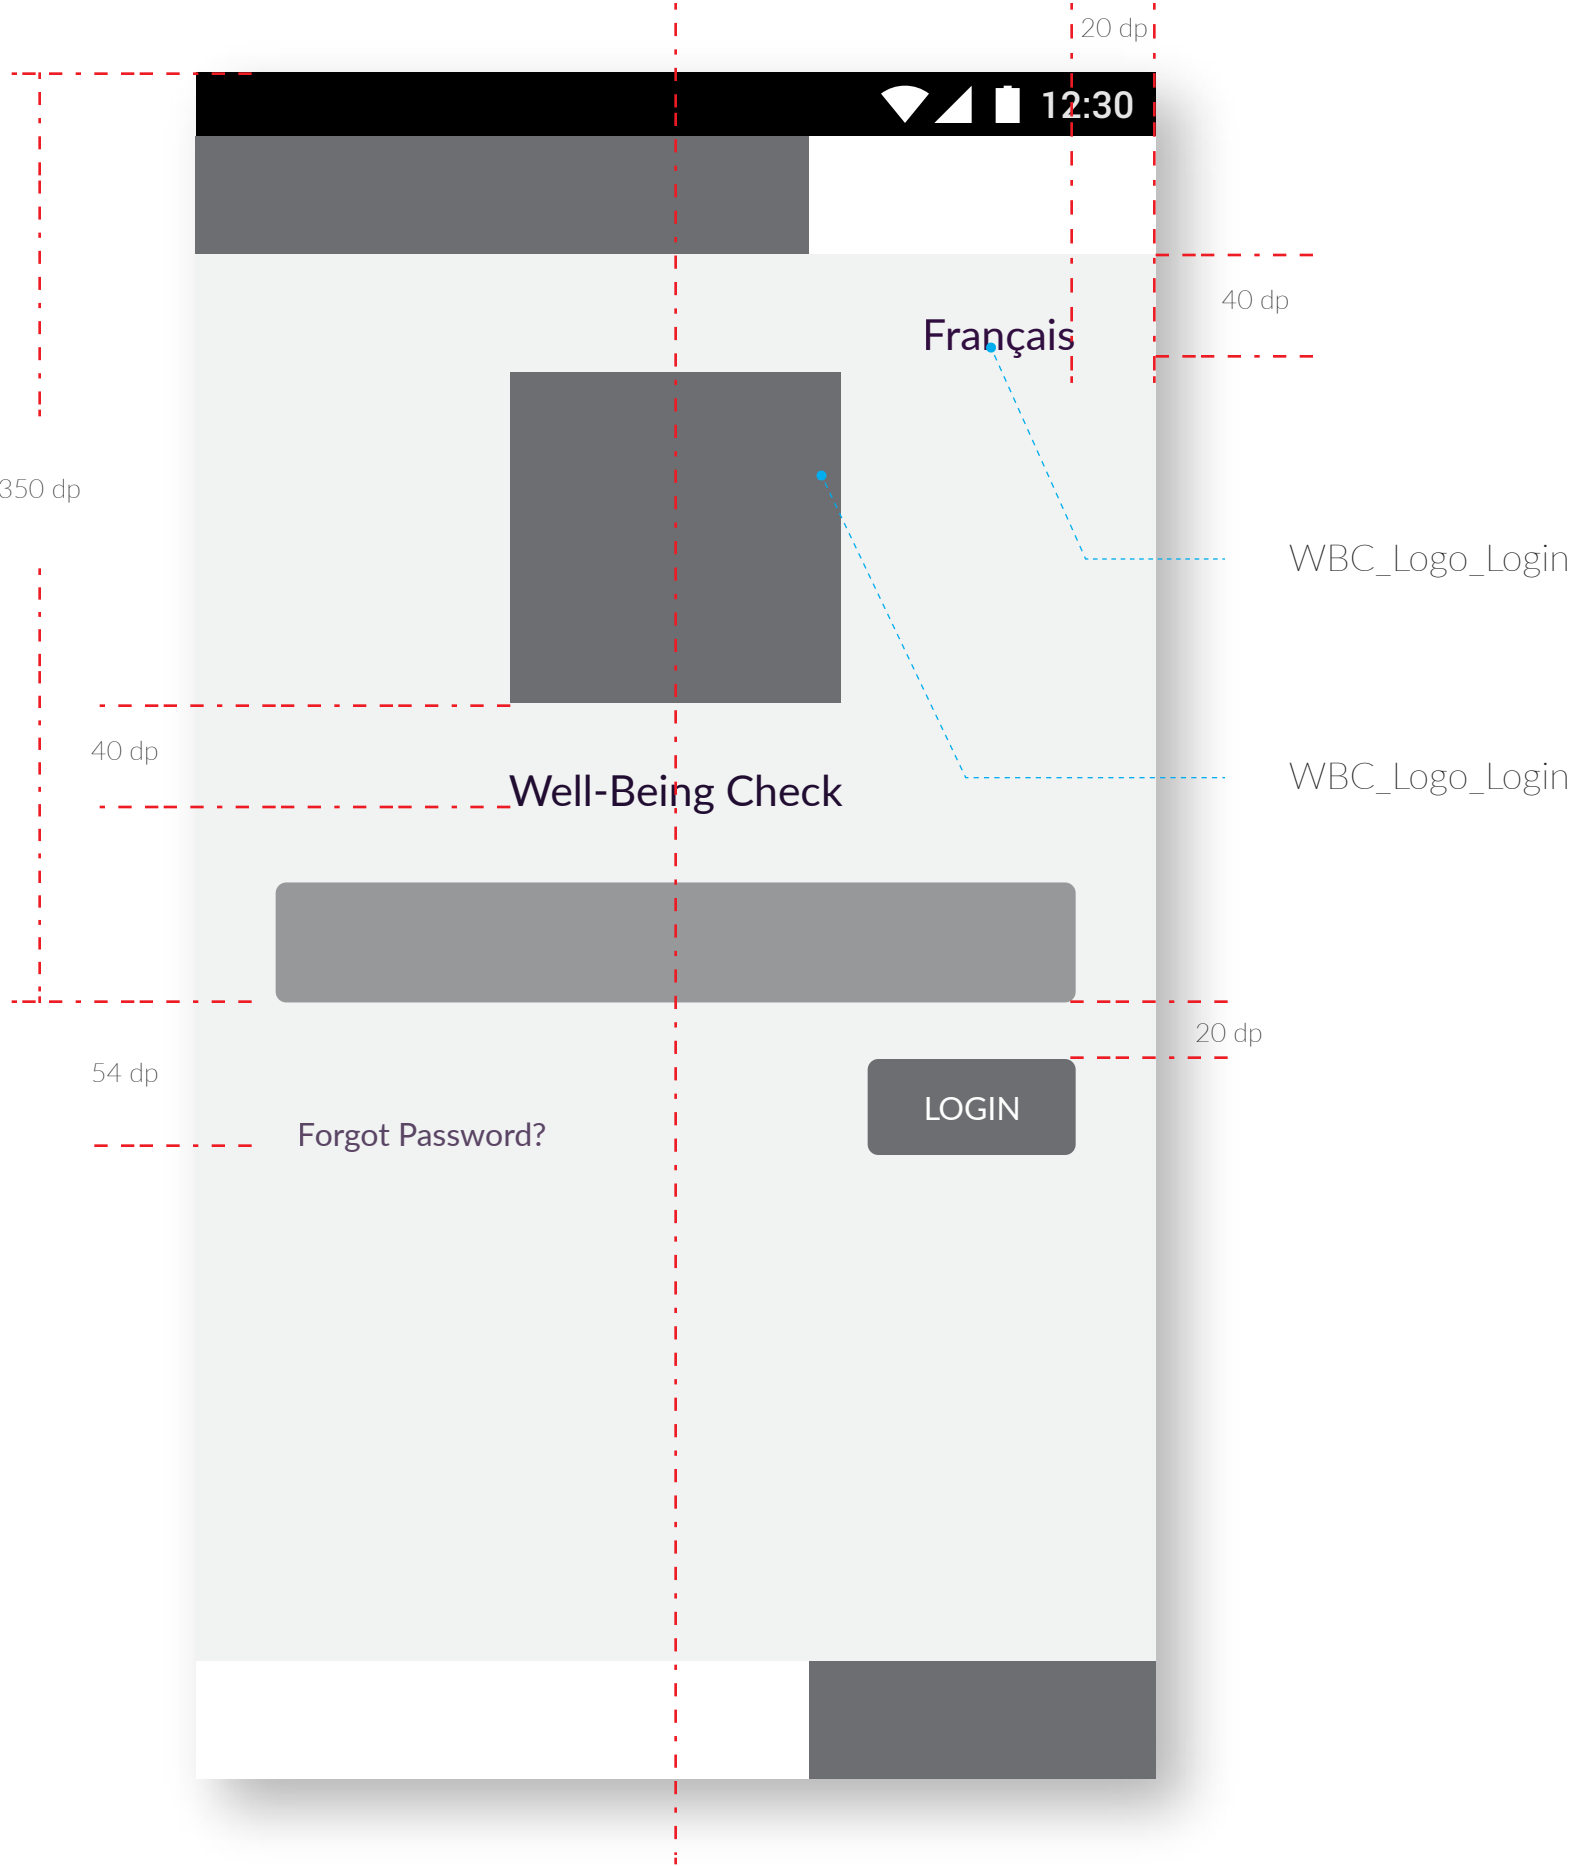 20 dp
12:30
40 dp
Français
350 dp
WBC_Logo_Login
40 dp
WBC_Logo_Login
Well-Being Check
20 dp
54 dp
LOGIN
Forgot Password?